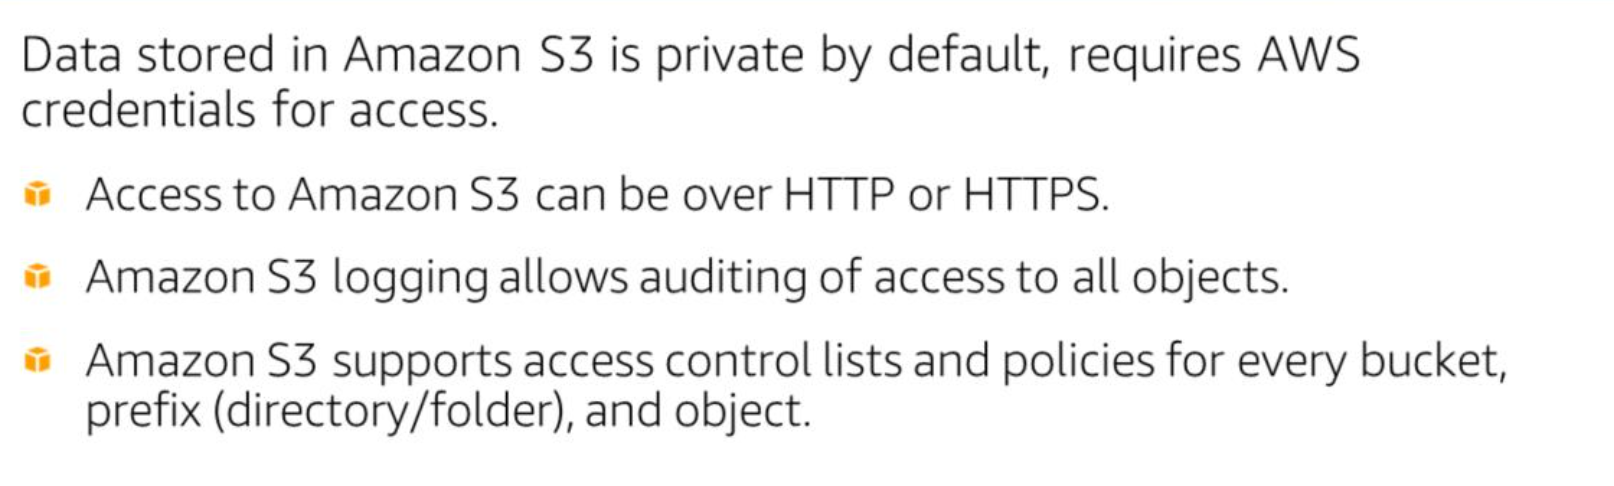 Data stored in Amazon S3 is private by default, requires AWS
credentials for access.
Access to Amazon S3 can be over HTTP or HTTPS.
Amazon S3 logging allows auditing of access to all objects.
Amazon S3 supports access control lists and policies for every bucket,
prefix (directory/folder), and object.